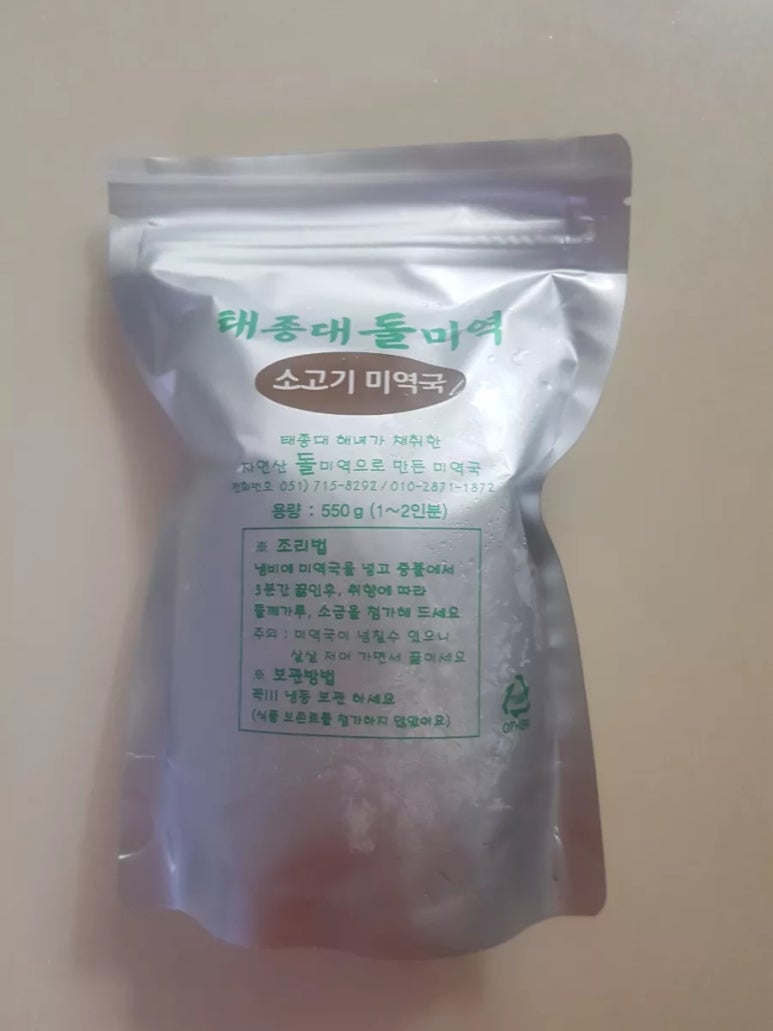 태종대 돌미역
소고기 미역국
태종대 해녀가 채취한
자연산 돌미역으로 만든 미역국
전화번호 051) 715-8292 / 010-2871-1872
용량 : 550 g (1~2인분)
※ 조리법
냄비에 미역국을 넣고 중불에서
3분간 끓인후, 취향에 따라
들깨가루, 소금을 첨가해 드세요
주의 : 미역국이 넘칠수 있으니
살살 저어 가면서 끓이세요
※ 보관방법
꼭!!! 냉동 보관 하세요
(식품 보존료를 첨가하지 않았어요)